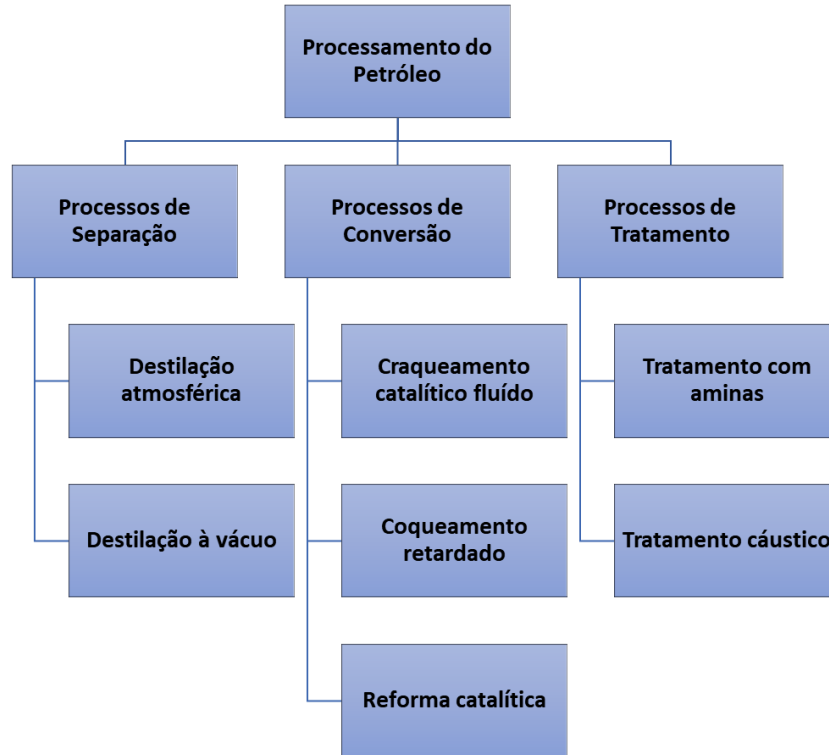 Processamento do
Petróleo
Processos de
Separação
Processos de
Conversão
Processos de
Tratamento
Destilação
atmosférica
Craqueamento
catalítico fluído
Tratamento com
aminas
Destilação à vácuo
Coqueamento
retardado
Tratamento cáustico
Reforma catalítica